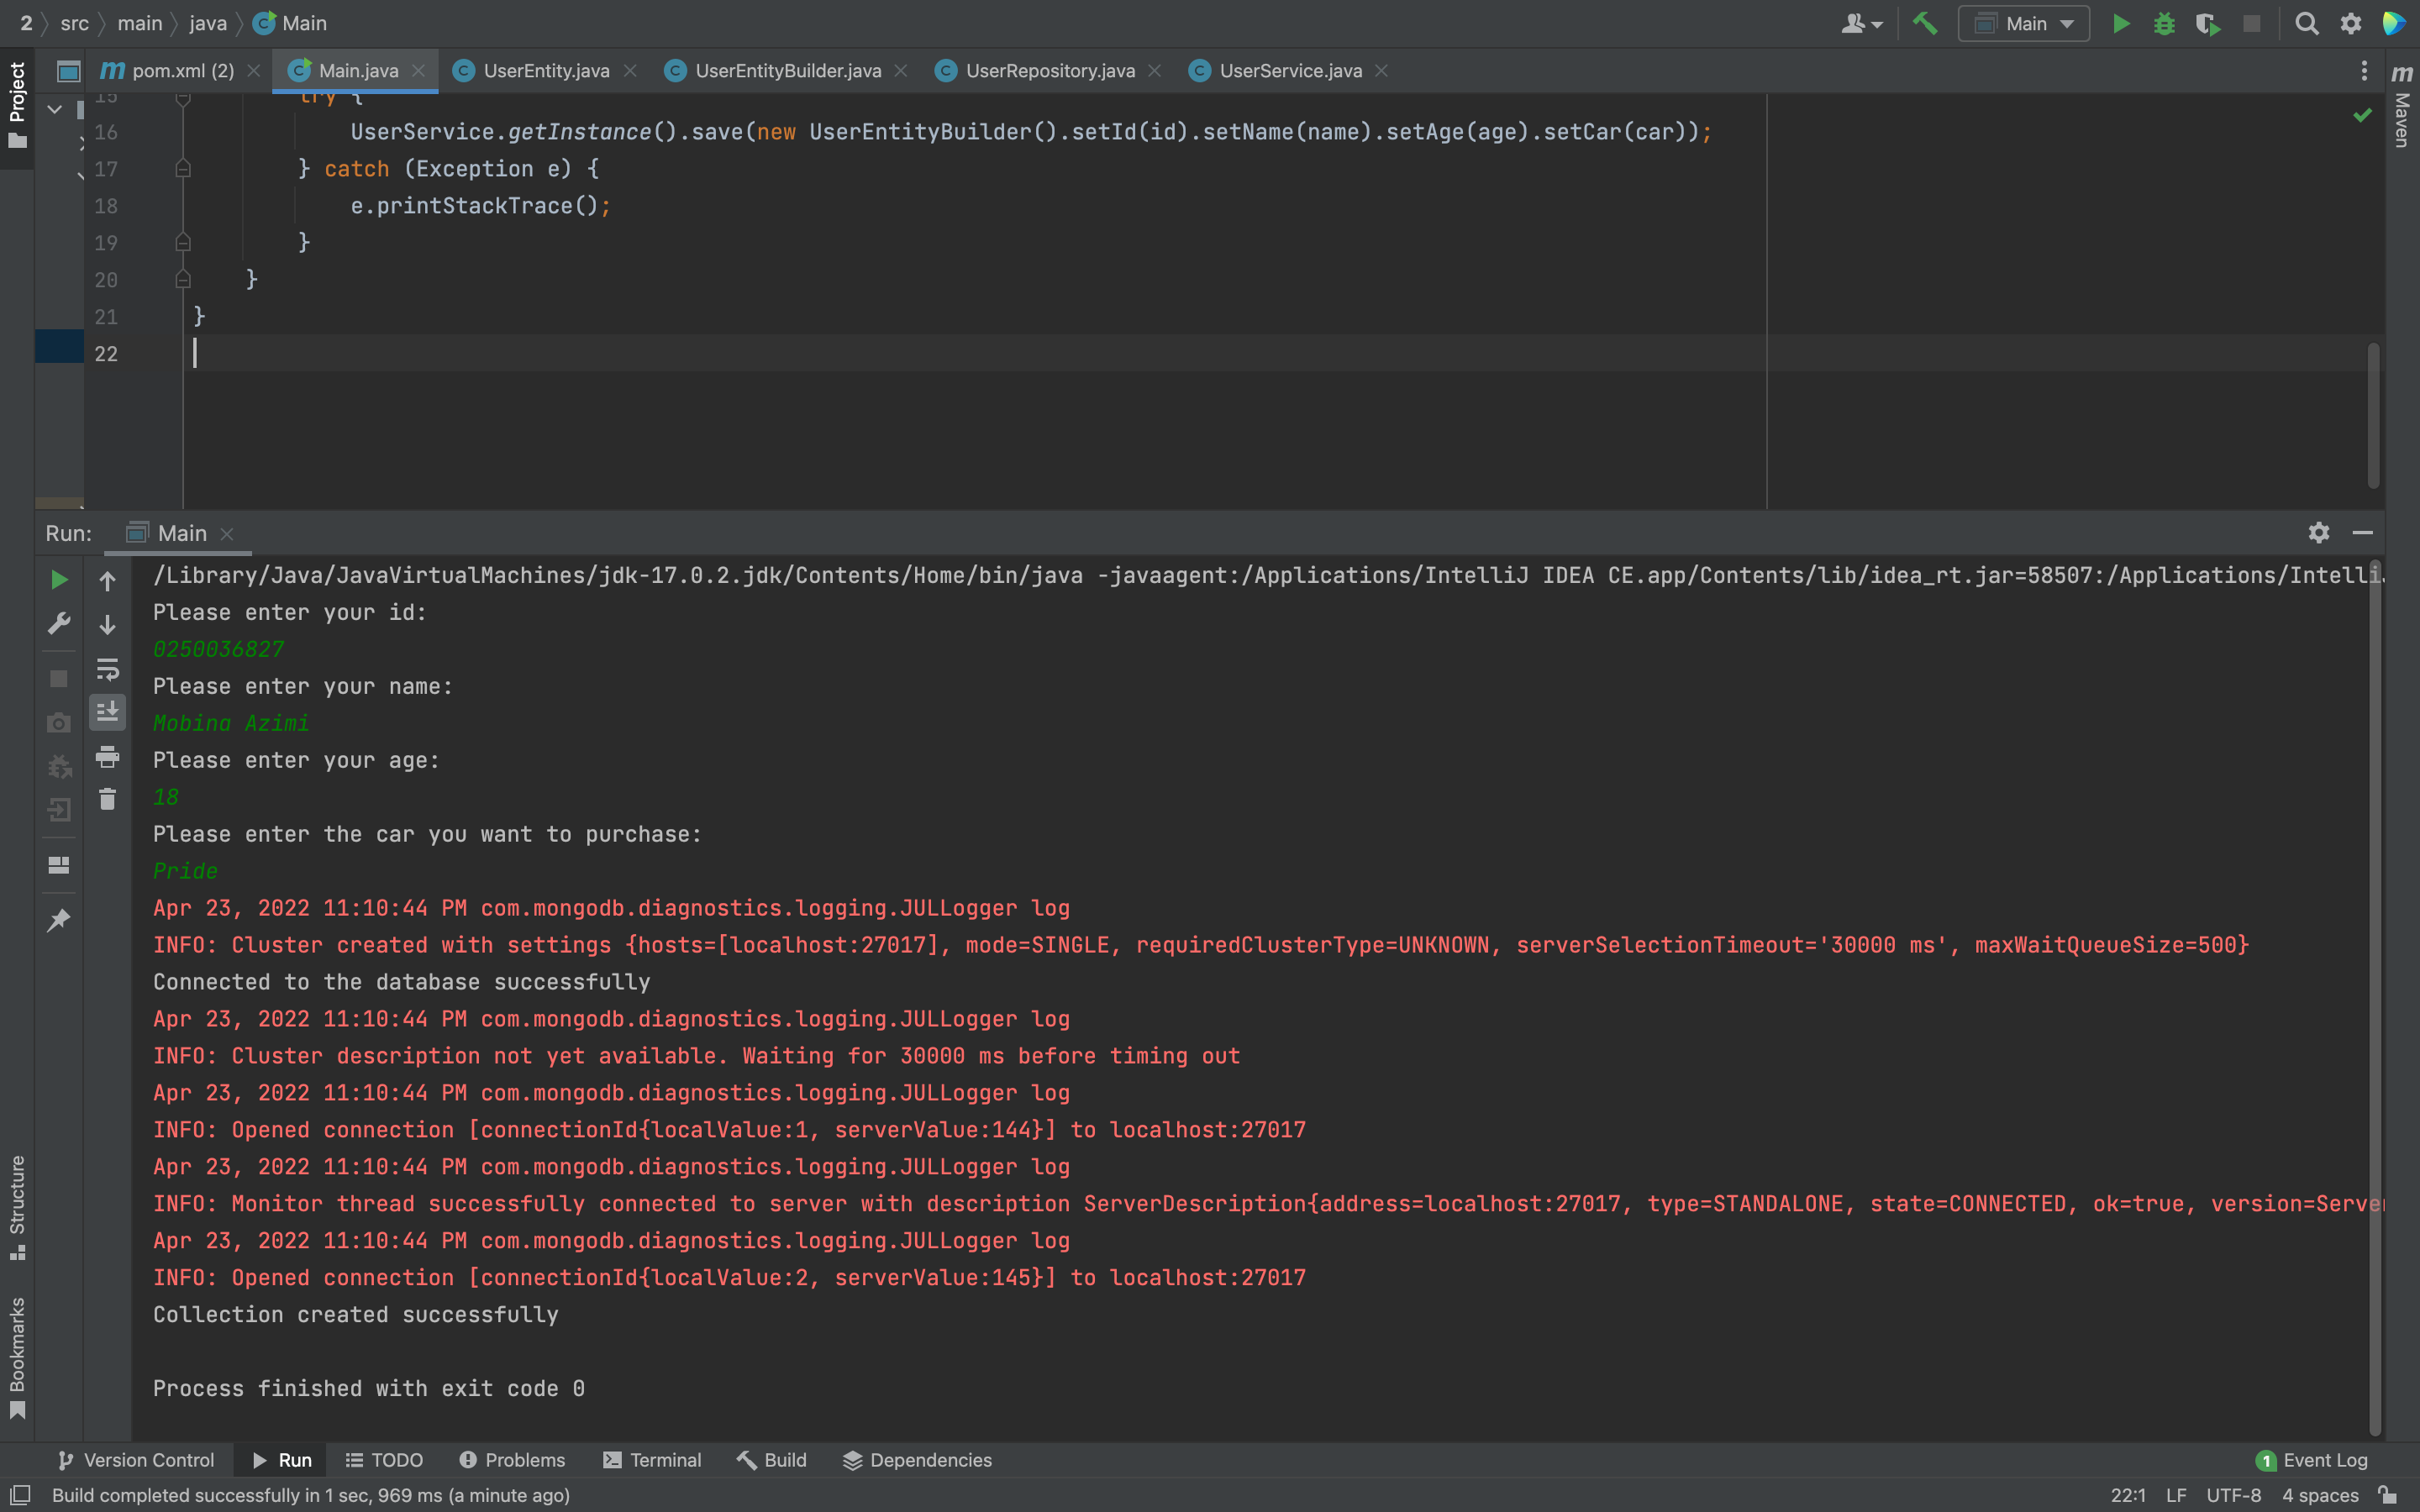 2 src main java Main
Main
pom.xml (2) Main.java UserEntity.java UserEntityBuilder.java UserRepository.java UserService.java
Project
Maven
15 try {
16 UserService.getInstance().save(new UserEntityBuilder().setId(id).setName(name).setAge(age).setCar(car));
17 } catch (Exception e) {
18 e.printStackTrace();
19 }
20 }
21 }
22
Run: Main
/Library/Java/JavaVirtualMachines/jdk-17.0.2.jdk/Contents/Home/bin/java -javaagent:/Applications/IntelliJ IDEA CE.app/Contents/lib/idea_rt.jar=58507:/Applications/Intelli
Please enter your id:
0250036827
Please enter your name:
Mobina Azimi
Please enter your age:
18
Please enter the car you want to purchase:
Pride
Apr 23, 2022 11:10:44 PM com.mongodb.diagnostics.logging.JULLogger log
INFO: Cluster created with settings {hosts=[localhost:27017], mode=SINGLE, requiredClusterType=UNKNOWN, serverSelectionTimeout='30000 ms', maxWaitQueueSize=500}
Connected to the database successfully
Apr 23, 2022 11:10:44 PM com.mongodb.diagnostics.logging.JULLogger log
INFO: Cluster description not yet available. Waiting for 30000 ms before timing out
Apr 23, 2022 11:10:44 PM com.mongodb.diagnostics.logging.JULLogger log
INFO: Opened connection [connectionId{localValue:1, serverValue:144}] to localhost:27017
Apr 23, 2022 11:10:44 PM com.mongodb.diagnostics.logging.JULLogger log
INFO: Monitor thread successfully connected to server with description ServerDescription{address=localhost:27017, type=STANDALONE, state=CONNECTED, ok=true, version=Server
Apr 23, 2022 11:10:44 PM com.mongodb.diagnostics.logging.JULLogger log
INFO: Opened connection [connectionId{localValue:2, serverValue:145}] to localhost:27017
Collection created successfully
Process finished with exit code 0
Structure
Bookmarks
Version Control Run TODO Problems Terminal Build Dependencies 1 Event Log
Build completed successfully in 1 sec, 969 ms (a minute ago) 22:1 LF UTF-8 4 spaces